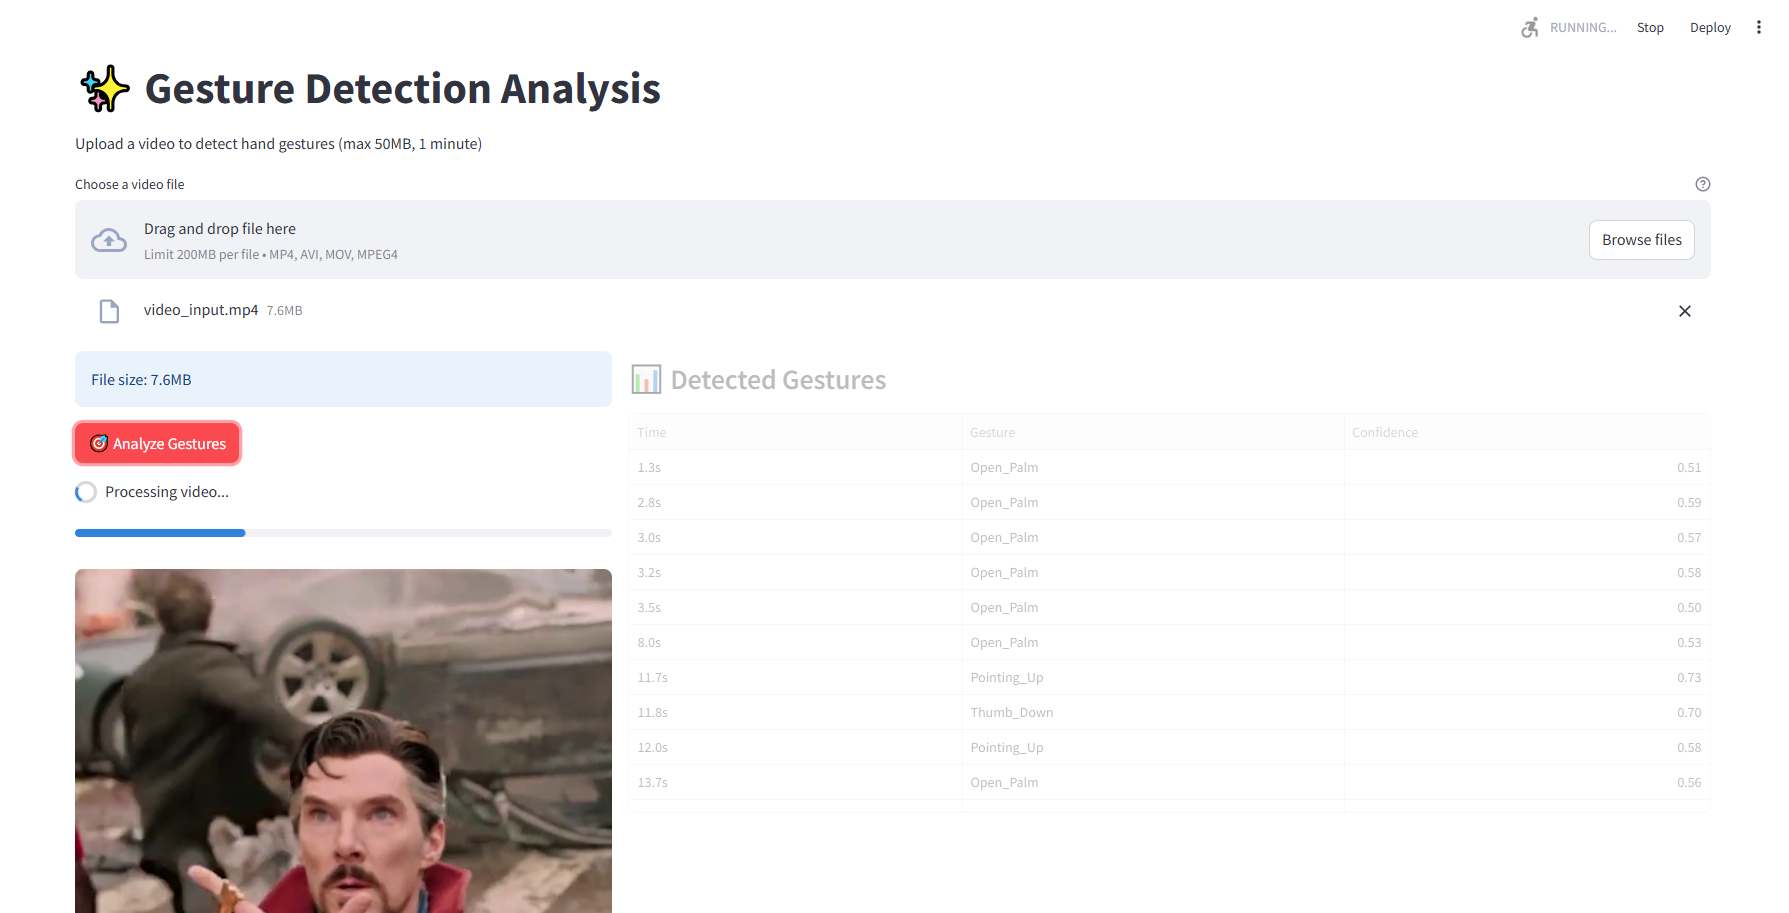 RUNNING... Stop Deploy
Gesture Detection Analysis
Upload a video to detect hand gestures (max 50MB, 1 minute)
Choose a video file
Drag and drop file here
Limit 200MB per file • MP4, AVI, MOV, MPEG4
Browse files
video_input.mp4 7.6MB
File size: 7.6MB
Analyze Gestures
Processing video...
Detected Gestures
Time Gesture Confidence
1.3s Open_Palm 0.51
2.8s Open_Palm 0.59
3.0s Open_Palm 0.57
3.2s Open_Palm 0.58
3.5s Open_Palm 0.50
8.0s Open_Palm 0.53
11.7s Pointing_Up 0.73
11.8s Thumb_Down 0.70
12.0s Pointing_Up 0.58
13.7s Open_Palm 0.56